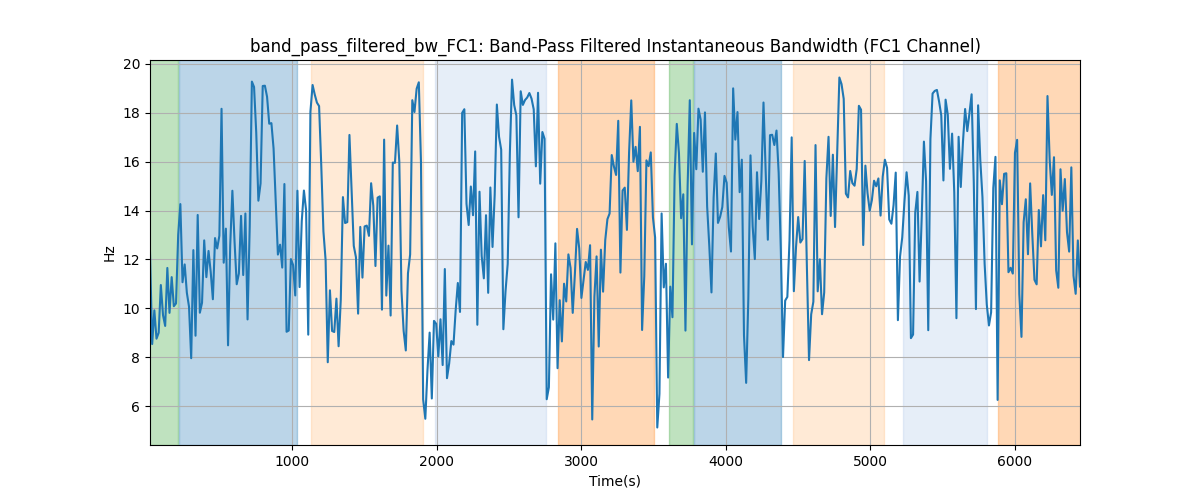 band_pass_filtered_bw_FC1: Band-Pass Filtered Instantaneous Bandwidth (FC1 Channel)
20
18
16
14
12
10
8
6
Hz
1000 2000 3000 4000 5000 6000
Time(s)